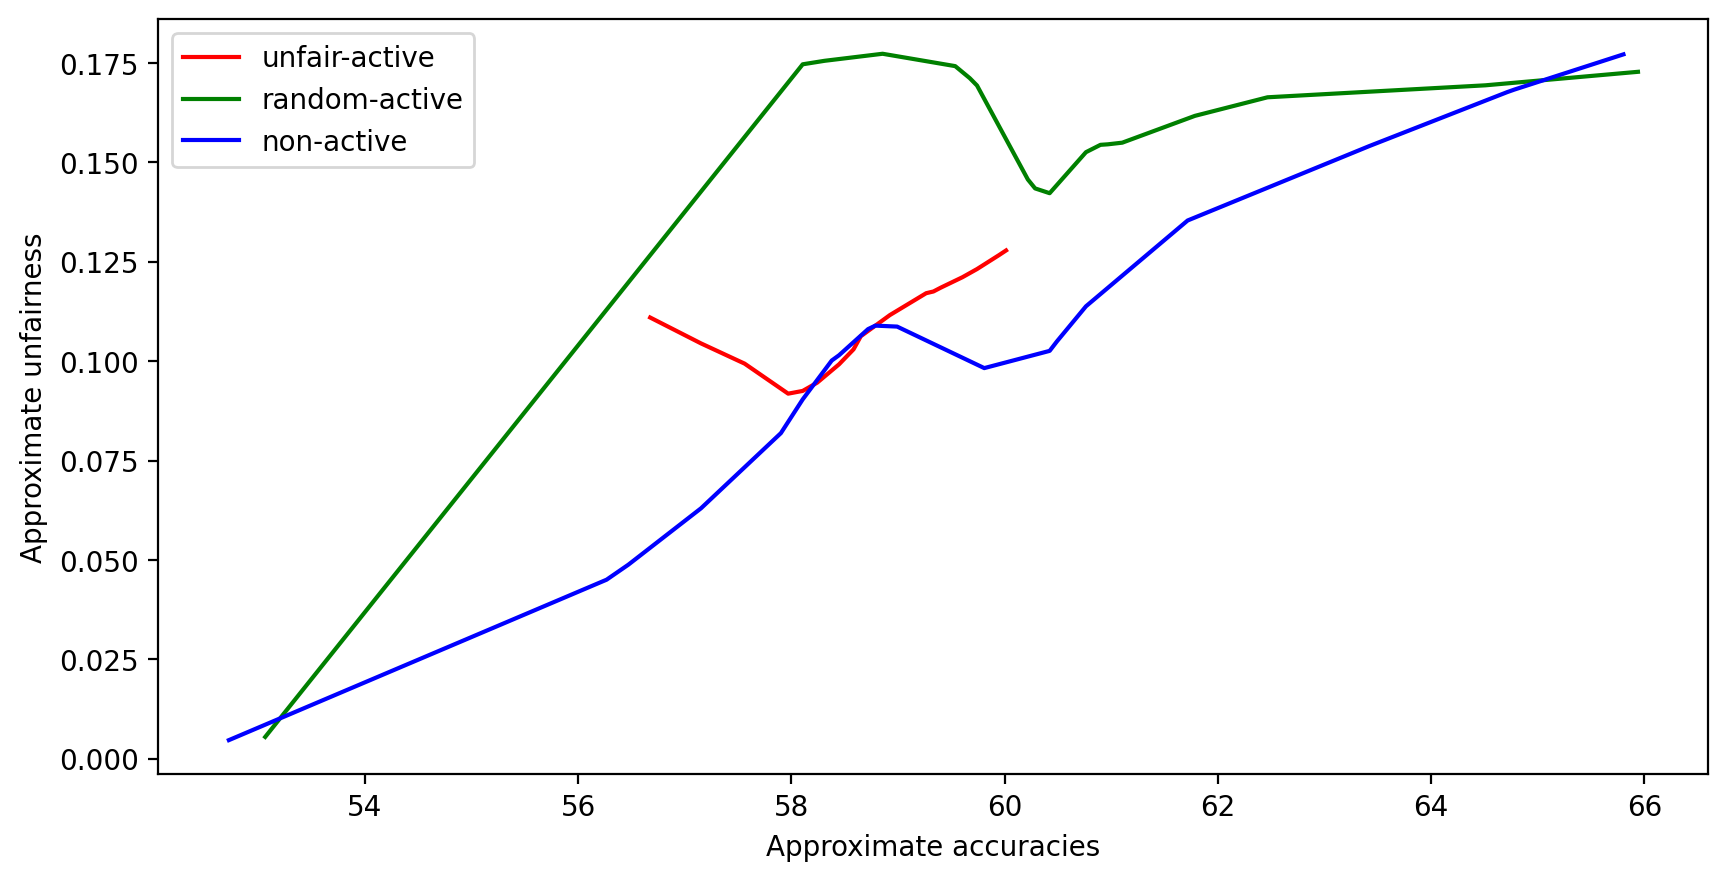 unfair-active
random-active
non-active
Approximate unfairness
0.175
0.150
0.125
0.100
0.075
0.050
0.025
0.000
54 56 58 60 62 64 66
Approximate accuracies